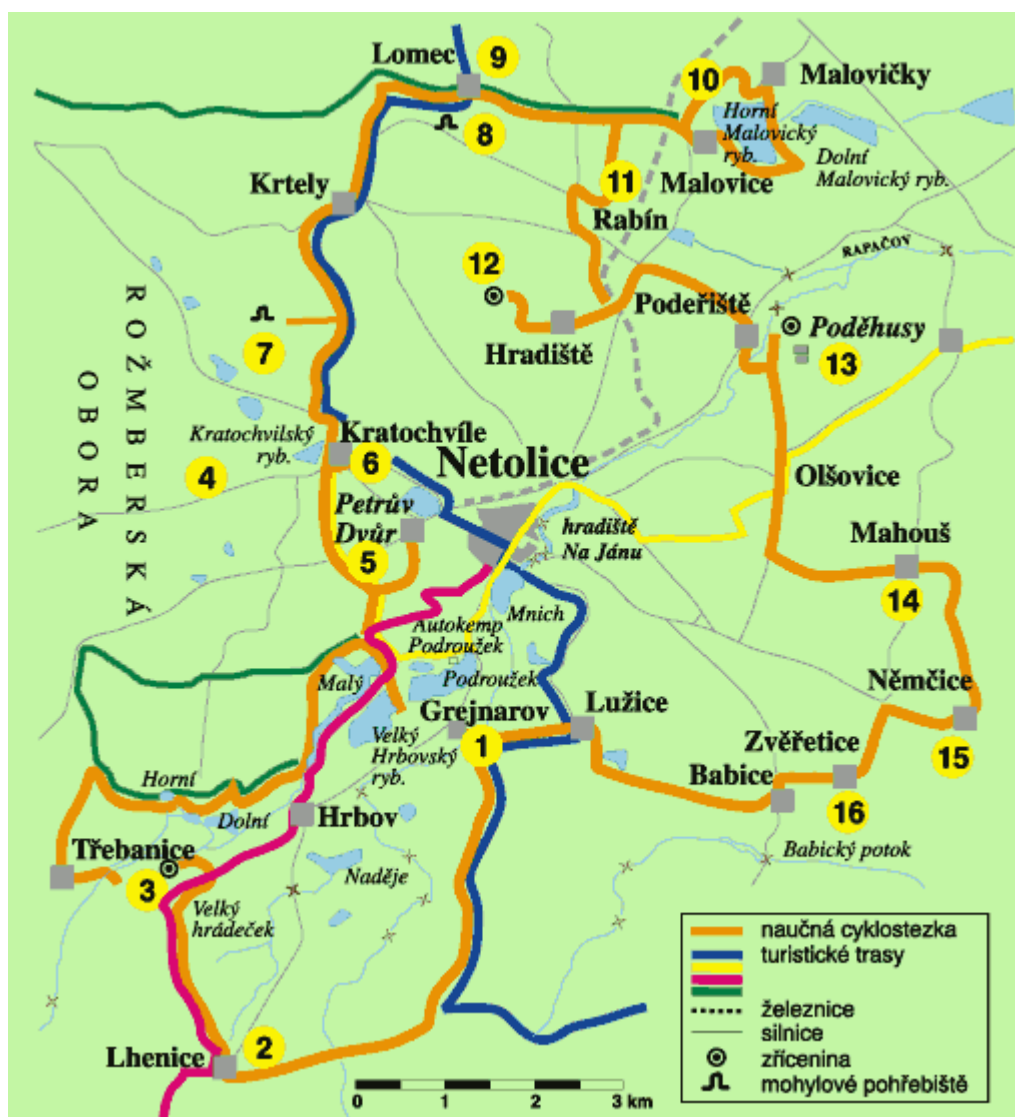 Lomec
9
10
Malovičky
Horní
Malovický
ryb.
8
Dolní
Malovický ryb.
Malovice
11
Krtely
Rabín
RAPAČOV
12
ROŽMBERSKÁ
OBORA
Podeřiště
Poděhusy
7
Hradiště
13
Kratochvilský
ryb.
Kratochvíle
4
6
Netolice
Olšovice
Petrův
Dvůr
hradiště
Na Jánu
Mahouš
5
14
Mnich
Autokemp
Podroužek
Malý
Podroužek
Němčice
Grejnarov
Lužice
1
Velký
Hrbovský
ryb.
Zvěřetice
15
Babice
Horní
16
Dolní
Hrbov
Třebanice
Babický potok
3
Naděje
Velký
hrádeček
naučná cyklostezka
turistické trasy
železnice
silnice
zřícenina
mohylové pohřebiště
Lhenice
2
0 1 2 3 km